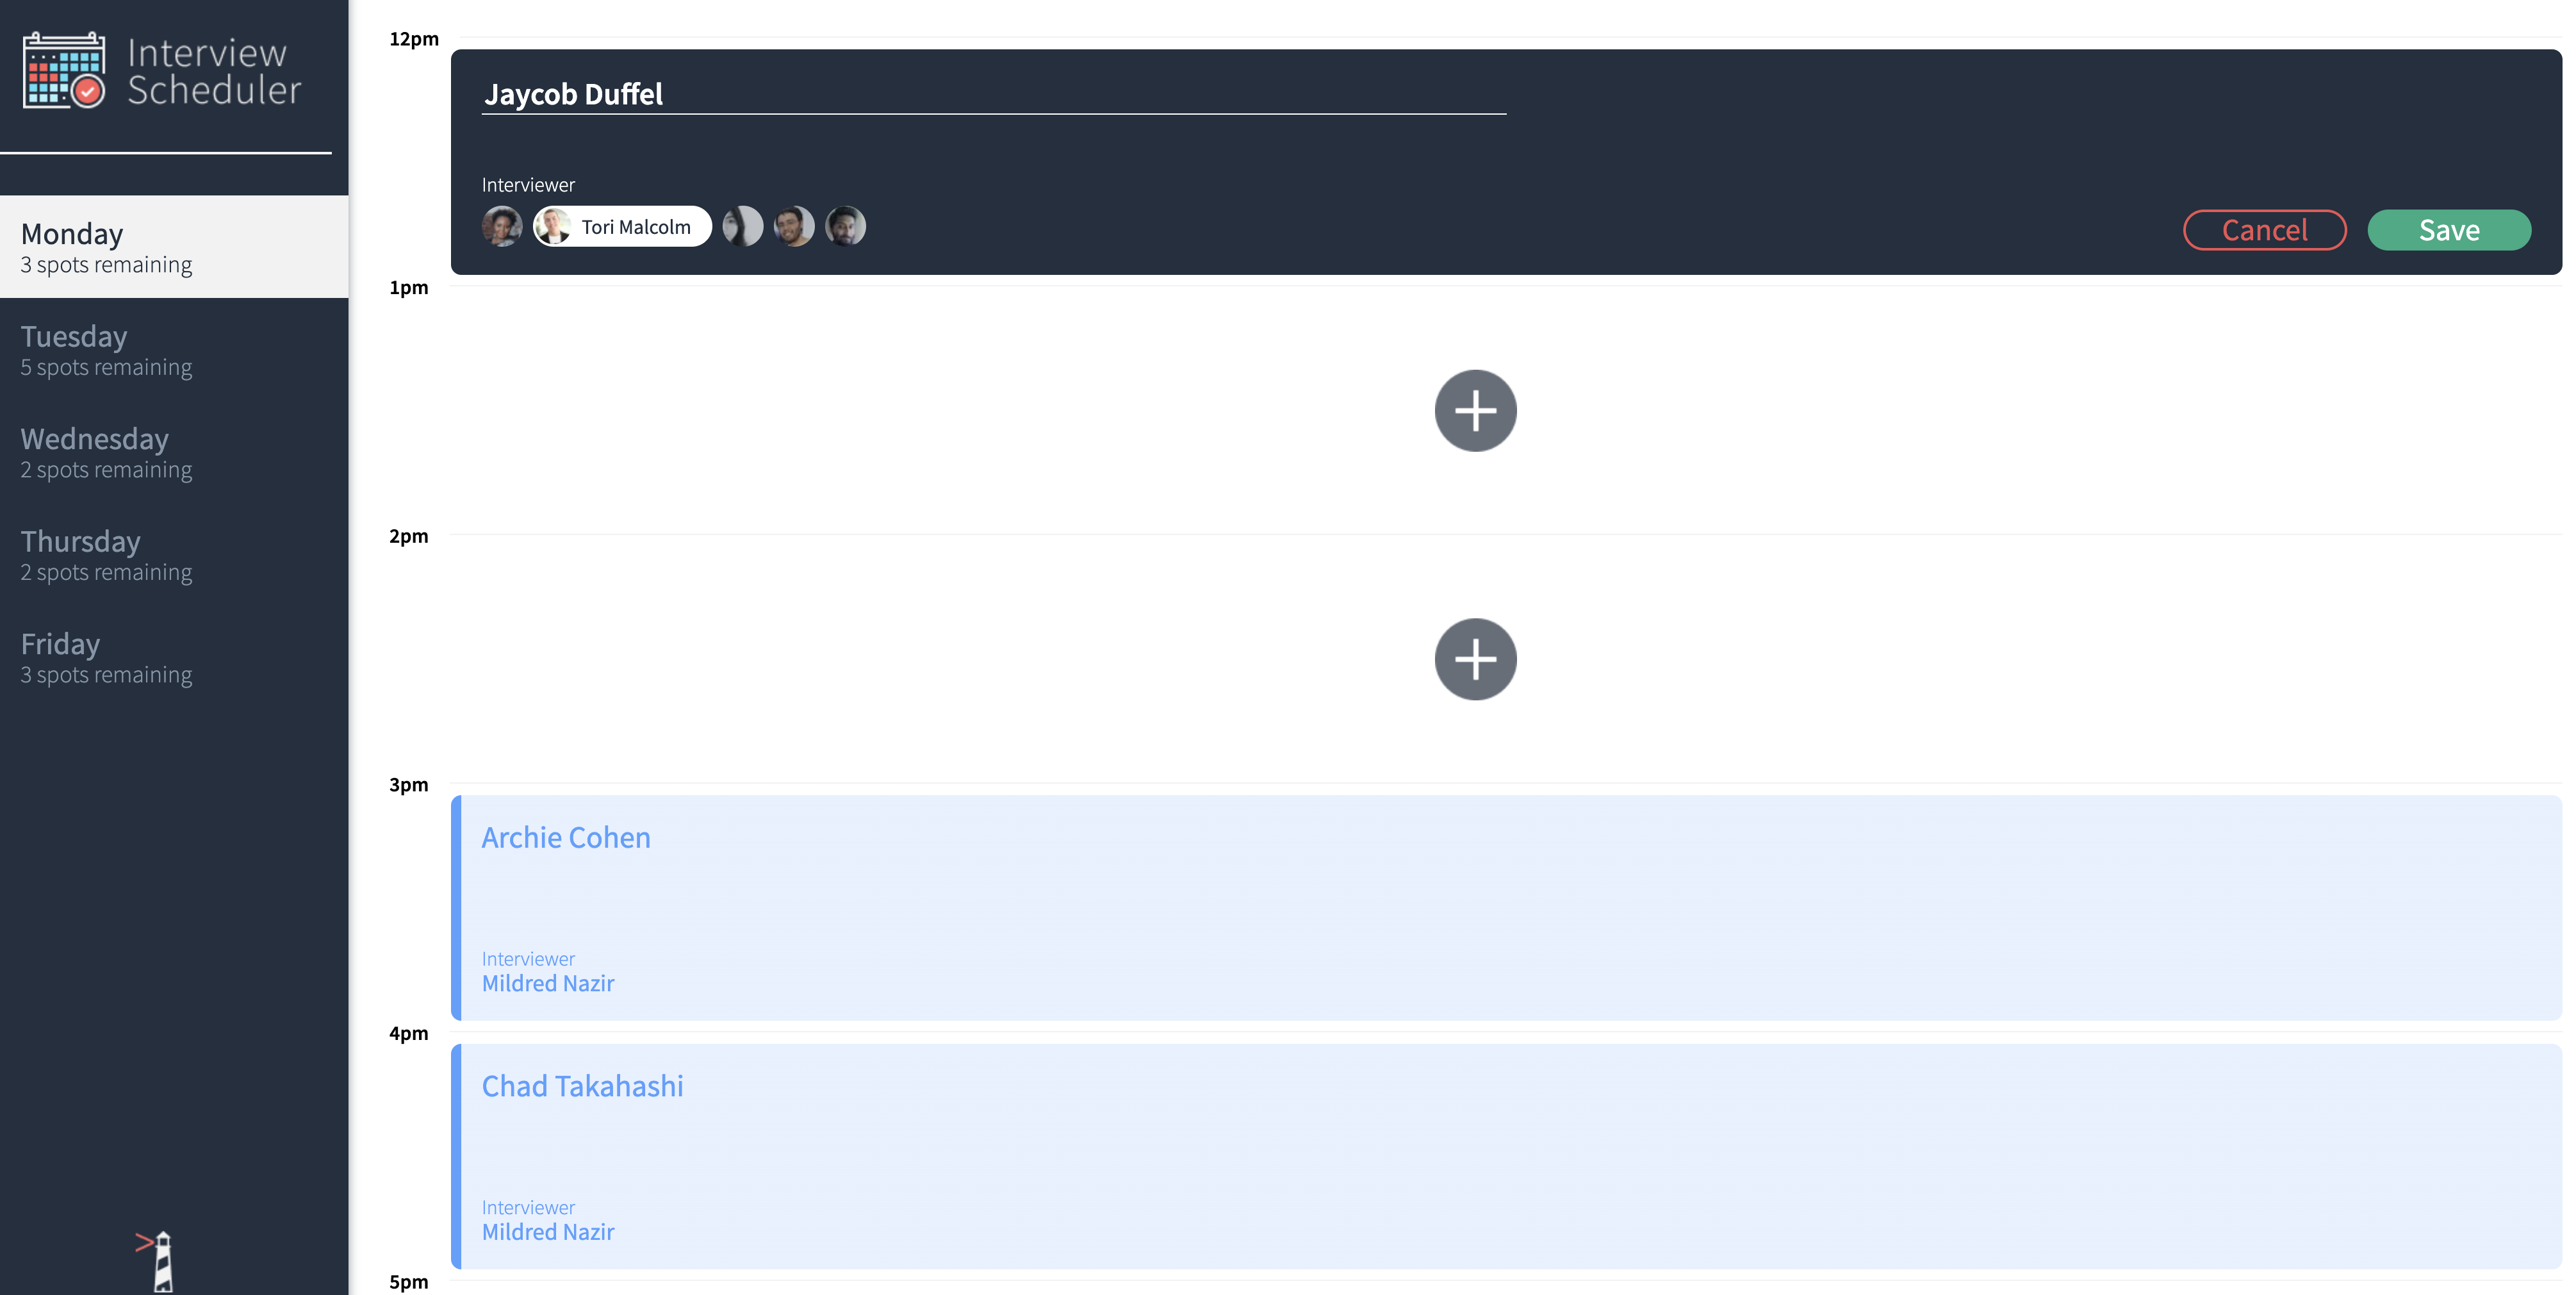 Interview
Scheduler
Monday
3 spots remaining
Tuesday
5 spots remaining
Wednesday
2 spots remaining
Thursday
2 spots remaining
Friday
3 spots remaining
12pm
Jaycob Duffel
Interviewer
Tori Malcolm
Cancel
Save
1pm
2pm
3pm
Archie Cohen
Interviewer
Mildred Nazir
4pm
Chad Takahashi
Interviewer
Mildred Nazir
5pm